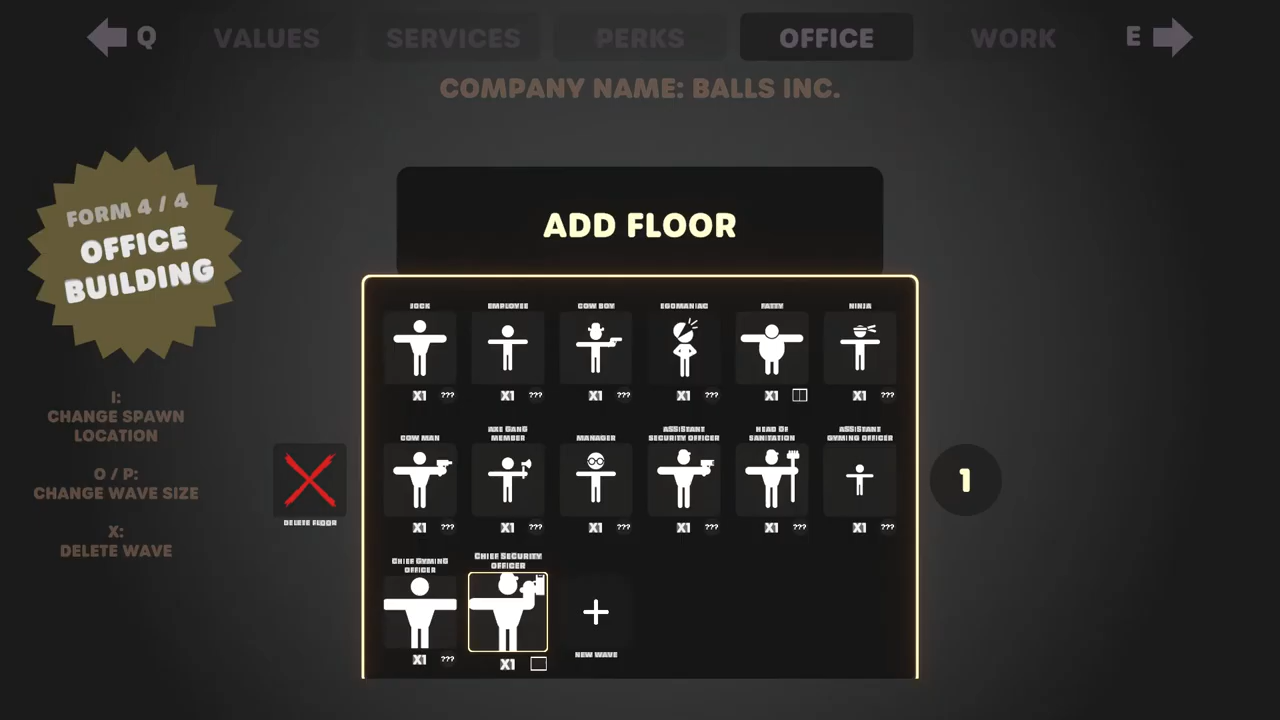 Q
VALUES
SERVICES
PERKS
OFFICE
WORK
E
COMPANY NAME: BALLS INC.
FORM 4 / 4
OFFICE
BUILDING
I:
CHANGE SPAWN
LOCATION
O / P:
CHANGE WAVE SIZE
X:
DELETE WAVE
DELETE FLOOR
ADD FLOOR
JOCK
EMPLOYEE
COW BOY
EGOMANIAC
FATTY
NINJA
X1 ???
X1 ???
X1 ???
X1 ???
X1
X1 ???
COW MAN
AXE GANG
MEMBER
MANAGER
ASSISTANT
SECURITY OFFICER
HEAD OF
SANITATION
ASSISTANT
GYMING OFFICER
X1 ???
X1 ???
X1 ???
X1 ???
X1 ???
X1 ???
CHIEF GYMING
OFFICER
CHIEF SECURITY
OFFICER
X1 ???
X1
NEW WAVE
1